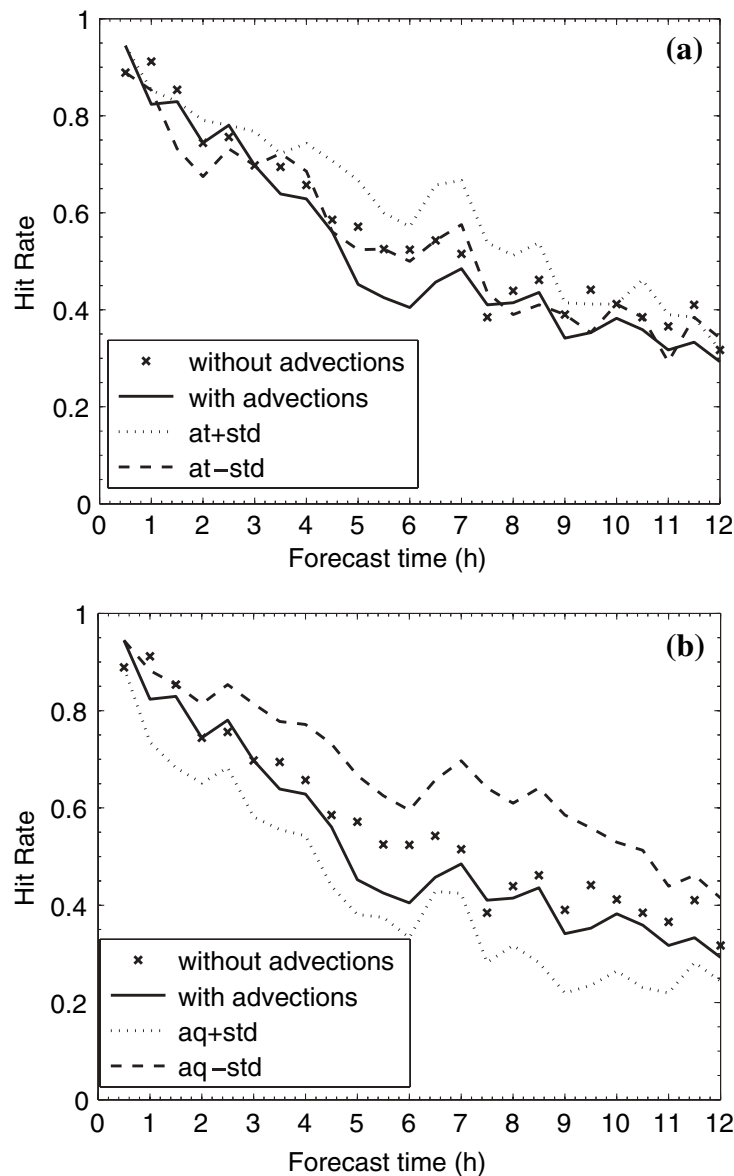 (a)
1
0.8
0.6
0.4
0.2
0
Hit Rate
without advections
with advections
at+std
at−std
0 1 2 3 4 5 6 7 8 9 10 11 12
Forecast time (h)
(b)
1
0.8
0.6
0.4
0.2
0
Hit Rate
without advections
with advections
aq+std
aq−std
0 1 2 3 4 5 6 7 8 9 10 11 12
Forecast time (h)